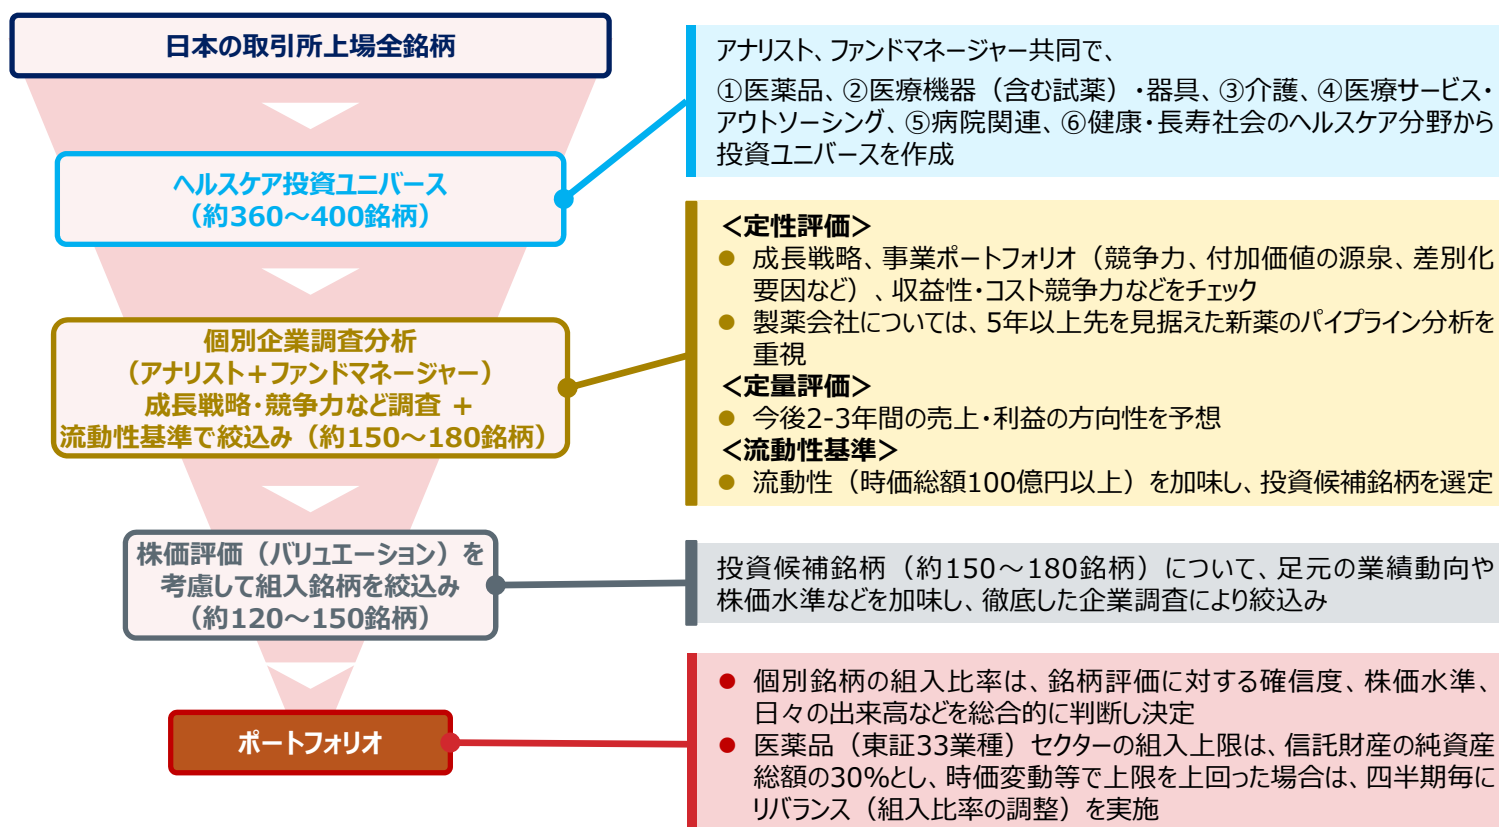 日本の取引所上場全銘柄
アナリスト、ファンドマネージャー共同で、
①医薬品、②医療機器（含む試薬）・器具、③介護、④医療サービス・
アウトソーシング、⑤病院関連、⑥健康・長寿社会のヘルスケア分野から
投資ユニバースを作成
ヘルスケア投資ユニバース
（約360～400銘柄）
＜定性評価＞
● 成長戦略、事業ポートフォリオ（競争力、付加価値の源泉、差別化
要因など）、収益性・コスト競争力などをチェック
● 製薬会社については、5年以上先を見据えた新薬のパイプライン分析を
重視
＜定量評価＞
● 今後2-3年間の売上・利益の方向性を予想
＜流動性基準＞
● 流動性（時価総額100億円以上）を加味し、投資候補銘柄を選定
個別企業調査分析
（アナリスト＋ファンドマネージャー）
成長戦略・競争力など調査 ＋
流動性基準で絞込み（約150～180銘柄）
株価評価（バリュエーション）を
考慮して組入銘柄を絞込み
（約120～150銘柄）
投資候補銘柄（約150～180銘柄）について、足元の業績動向や
株価水準などを加味し、徹底した企業調査により絞込み
ポートフォリオ
● 個別銘柄の組入比率は、銘柄評価に対する確信度、株価水準、
日々の出来高などを総合的に判断し決定
● 医薬品（東証33業種）セクターの組入上限は、信託財産の純資産
総額の30%とし、時価変動等で上限を上回った場合は、四半期毎に
リバランス（組入比率の調整）を実施